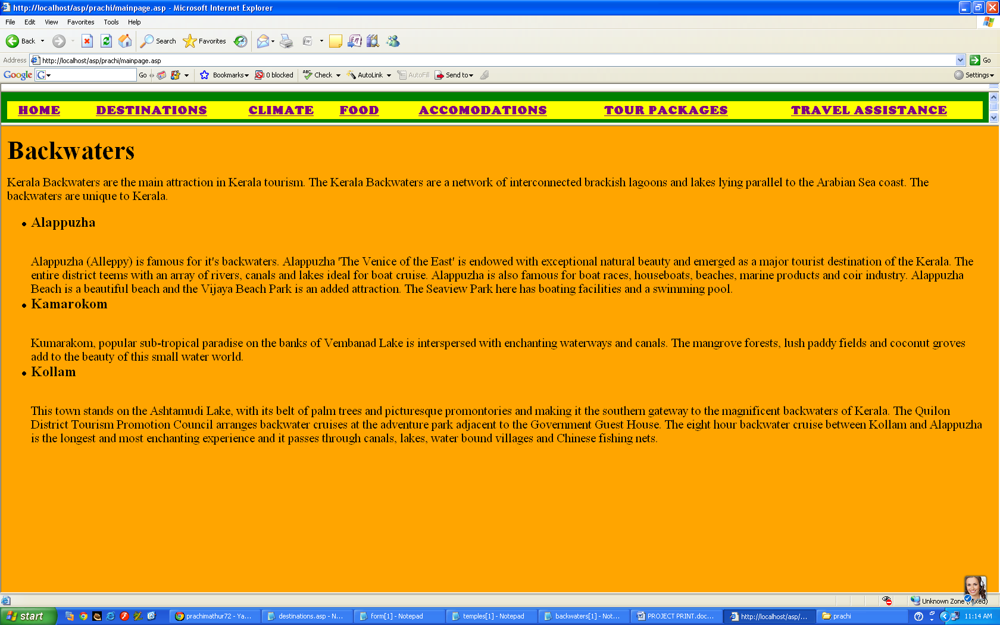 http://localhost/asp/prachi/mainpage.asp - Microsoft Internet Explorer
File Edit View Favorites Tools Help
Back Search Favorites
Address http://localhost/asp/prachi/mainpage.asp Go
Google G Go Bookmarks 0 blocked ABC Check AutoLink AutoFill Send to Settings
HOME DESTINATIONS CLIMATE FOOD ACCOMODATIONS TOUR PACKAGES TRAVEL ASSISTANCE
Backwaters
Kerala Backwaters are the main attraction in Kerala tourism. The Kerala Backwaters are a network of interconnected brackish lagoons and lakes lying parallel to the Arabian Sea coast. The
backwaters are unique to Kerala.
• Alappuzha
Alappuzha (Alleppy) is famous for it's backwaters. Alappuzha 'The Venice of the East' is endowed with exceptional natural beauty and emerged as a major tourist destination of the Kerala. The
entire district teems with an array of rivers, canals and lakes ideal for boat cruise. Alappuzha is also famous for boat races, houseboats, beaches, marine products and coir industry. Alappuzha
Beach is a beautiful beach and the Vijaya Beach Park is an added attraction. The Seaview Park here has boating facilities and a swimming pool.
• Kamarokom
Kumarakom, popular sub-tropical paradise on the banks of Vembanad Lake is interspersed with enchanting waterways and canals. The mangrove forests, lush paddy fields and coconut groves
add to the beauty of this small water world.
• Kollam
This town stands on the Ashtamudi Lake, with its belt of palm trees and picturesque promontories and making it the southern gateway to the magnificent backwaters of Kerala. The Quilon
District Tourism Promotion Council arranges backwater cruises at the adventure park adjacent to the Government Guest House. The eight hour backwater cruise between Kollam and Alappuzha
is the longest and most enchanting experience and it passes through canals, lakes, water bound villages and Chinese fishing nets.
Unknown Zone (Mixed)
start prachimathur72 - Ya... destinations.asp - N... form[1] - Notepad temples[1] - Notepad backwaters[1] - Not... PROJECT PRINT.doc... http://localhost/asp/... prachi 11:14 AM